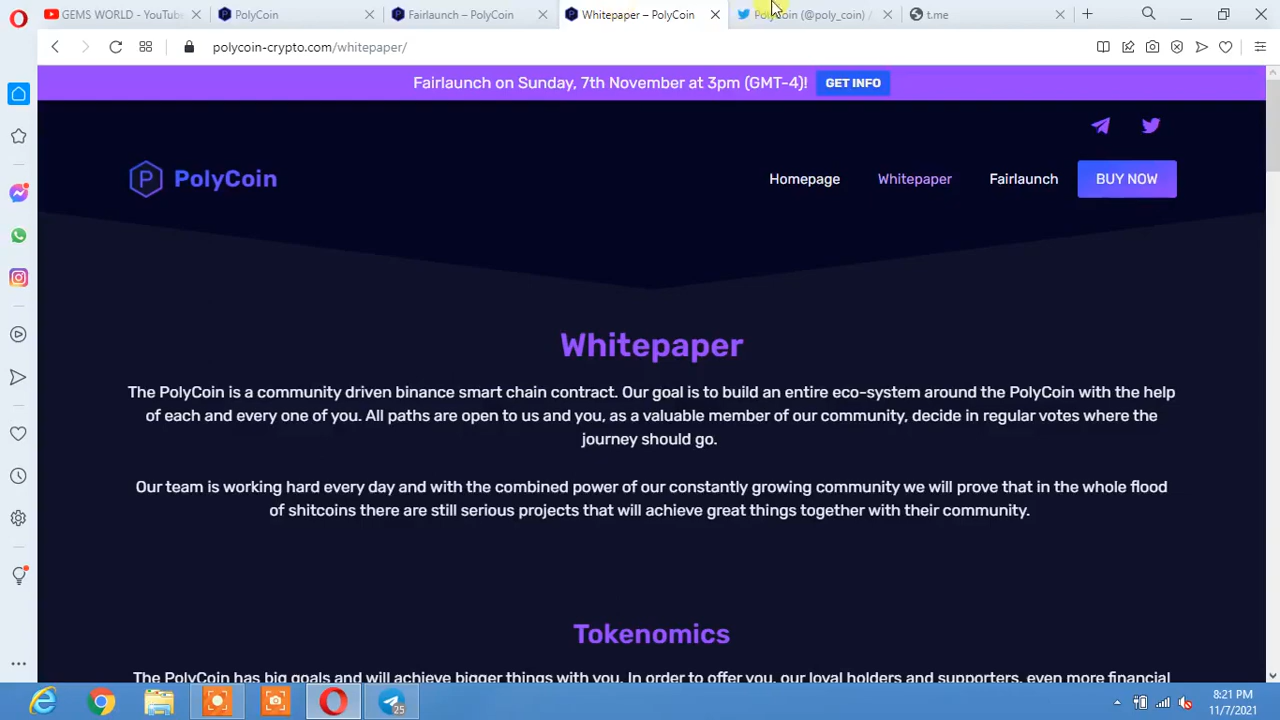 GEMS WORLD - YouTube
PolyCoin
Fairlaunch – PolyCoin
Whitepaper – PolyCoin
(@poly_coin) /
t.me
polycoin-crypto.com/whitepaper/
Fairlaunch on Sunday, 7th November at 3pm (GMT-4)!
GET INFO
P PolyCoin
Homepage
Whitepaper
Fairlaunch
BUY NOW
Whitepaper
The PolyCoin is a community driven binance smart chain contract. Our goal is to build an entire eco-system around the PolyCoin with the help
of each and every one of you. All paths are open to us and you, as a valuable member of our community, decide in regular votes where the
journey should go.
Our team is working hard every day and with the combined power of our constantly growing community we will prove that in the whole flood
of shitcoins there are still serious projects that will achieve great things together with their community.
Tokenomics
The PolyCoin has big goals and will achieve bigger things with you. In order to offer you, our loyal holders and supporters, even more financial
25
8:21 PM
11/7/2021